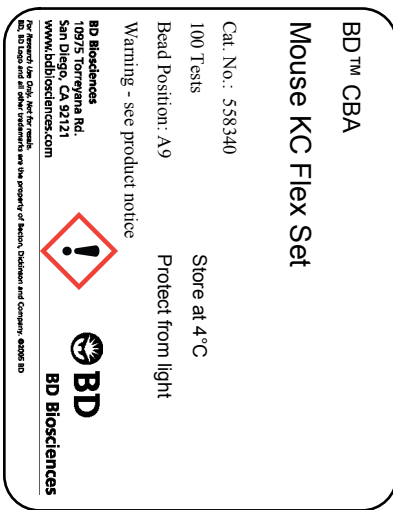 BD™ CBA
Mouse KC Flex Set
Cat. No.: 558340
100 Tests Store at 4°C
Bead Position: A9 Protect from light
Warning - see product notice
BD Biosciences
10975 Torreyana Rd.
San Diego, CA 92121
www.bdbiosciences.com
BD
BD Biosciences
For Research Use Only. Not for resale.
BD, BD Logo and all other trademarks are the property of Becton, Dickinson and Company. ©2005 BD